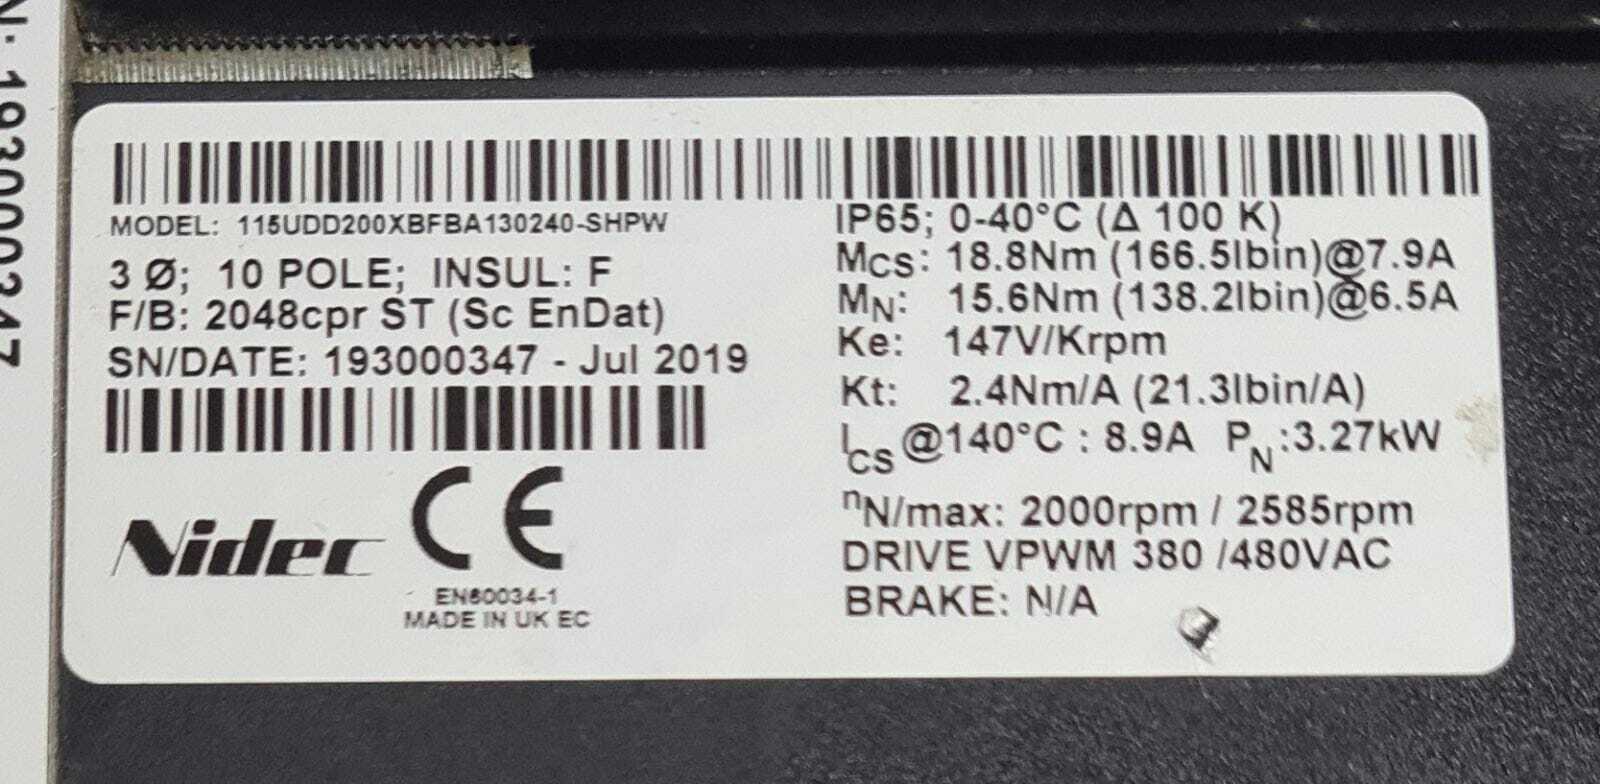 N: 193000347
MODEL: 115UDD200XBFBA130240-SHPW
3 Ø; 10 POLE; INSUL: F
F/B: 2048cpr ST (Sc EnDat)
SN/DATE: 193000347 - Jul 2019
Nidec CE
EN60034-1
MADE IN UK EC
IP65; 0-40°C (Δ 100 K)
MCS: 18.8Nm (166.5lbin)@7.9A
MN: 15.6Nm (138.2lbin)@6.5A
Ke: 147V/Krpm
Kt: 2.4Nm/A (21.3lbin/A)
ICS @140°C : 8.9A PN:3.27kW
nN/max: 2000rpm / 2585rpm
DRIVE VPWM 380 /480VAC
BRAKE: N/A